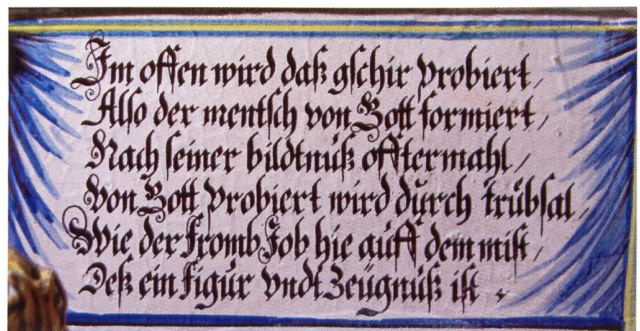 Im offen wird daß gschir probiert /
Also der mentsch von Gott formiert /
Nach seiner bildtnuß offtermahl /
Von Gott probiert wird durch trübsal /
Wie der fromb Job hie auff dem mist /
Deß ein figur vndt Zeügnuß ist